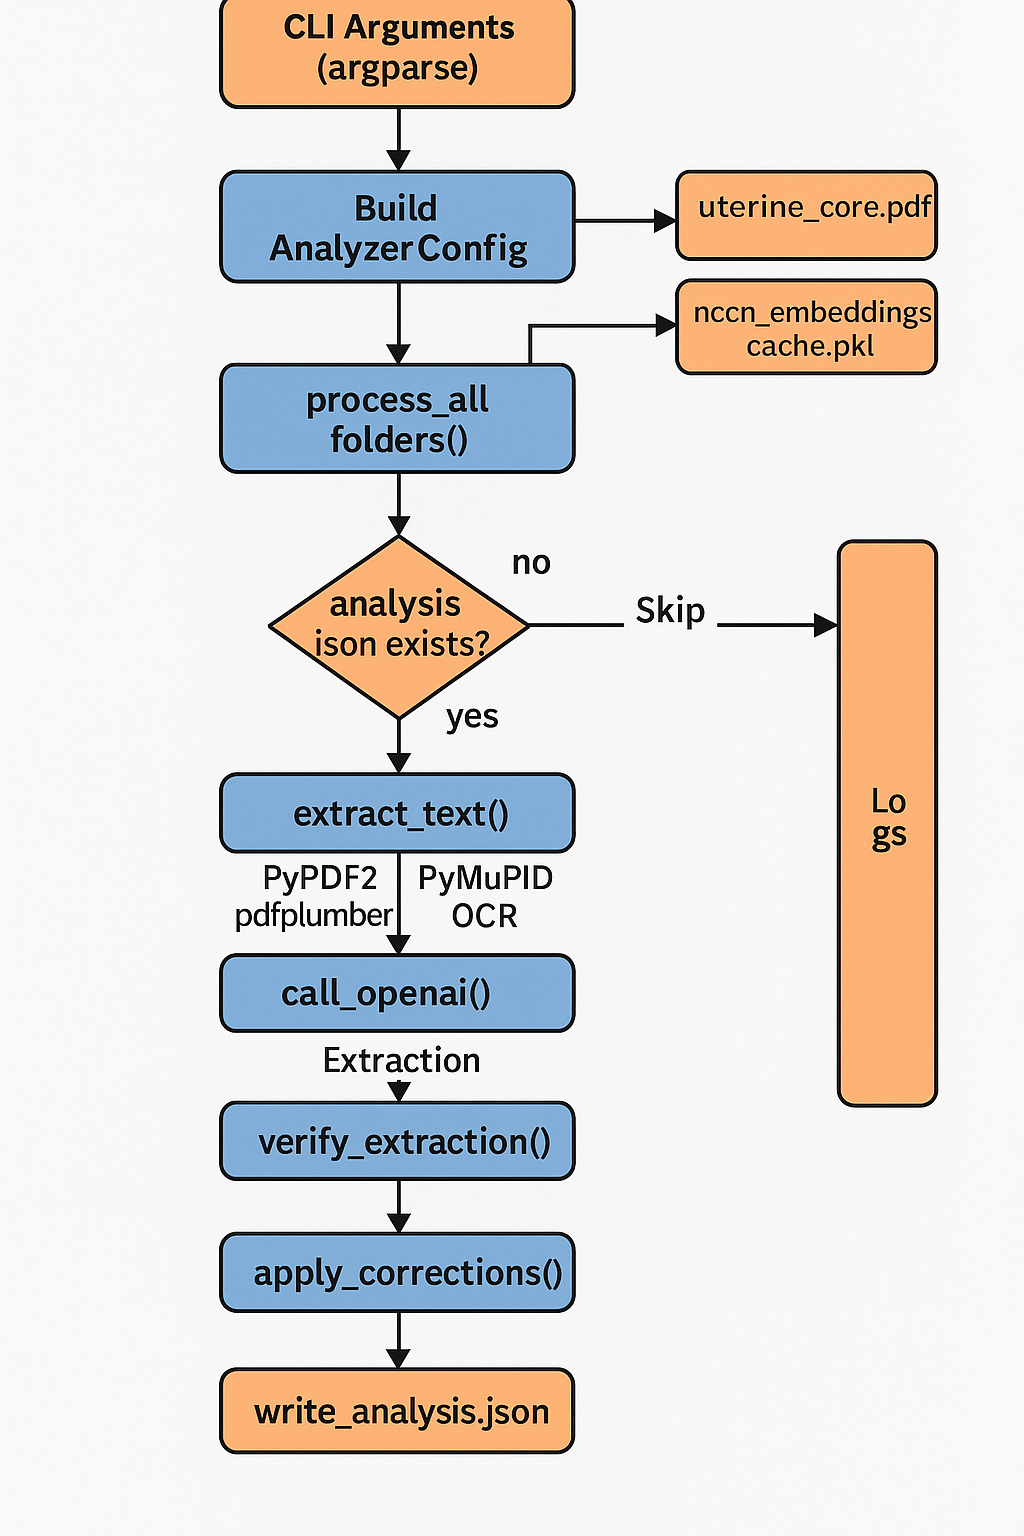 CLI Arguments
(argparse)
Build
AnalyzerConfig
uterine_core.pdf
nccn_embeddings
cache.pkl
process_all
folders()
no
analysis
ison exists?
Skip
yes
extract_text()
PyPDF2
pdfplumber
PyMuPID
OCR
call_openai()
Extraction
verify_extraction()
apply_corrections()
write_analysis.json
Lo
gs